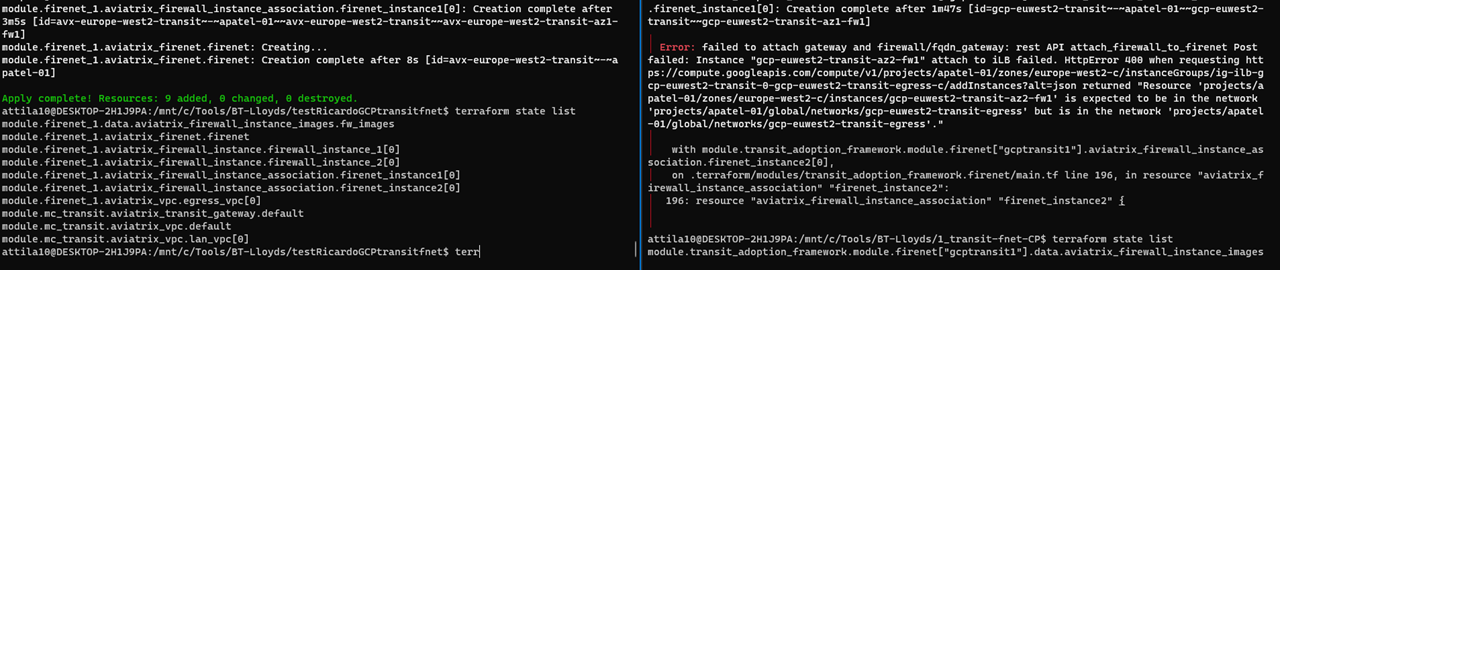 module.firenet_1.aviatrix_firewall_instance_association.firenet_instance1[0]: Creation complete after
3m5s [id=avx-europe-west2-transit~-~apatel-01~~avx-europe-west2-transit~~avx-europe-west2-transit-az1-
fw1]
module.firenet_1.aviatrix_firenet.firenet: Creating...
module.firenet_1.aviatrix_firenet.firenet: Creation complete after 8s [id=avx-europe-west2-transit~-~a
patel-01]
Apply complete! Resources: 9 added, 0 changed, 0 destroyed.
attila10@DESKTOP-2H1J9PA:/mnt/c/Tools/BT-Lloyds/testRicardoGCPtransitfnet$ terraform state list
module.firenet_1.data.aviatrix_firewall_instance_images.fw_images
module.firenet_1.aviatrix_firenet.firenet
module.firenet_1.aviatrix_firewall_instance.firewall_instance_1[0]
module.firenet_1.aviatrix_firewall_instance.firewall_instance_2[0]
module.firenet_1.aviatrix_firewall_instance_association.firenet_instance1[0]
module.firenet_1.aviatrix_firewall_instance_association.firenet_instance2[0]
module.firenet_1.aviatrix_vpc.egress_vpc[0]
module.mc_transit.aviatrix_transit_gateway.default
module.mc_transit.aviatrix_vpc.default
module.mc_transit.aviatrix_vpc.lan_vpc[0]
attila10@DESKTOP-2H1J9PA:/mnt/c/Tools/BT-Lloyds/testRicardoGCPtransitfnet$ terr
.firenet_instance1[0]: Creation complete after 1m47s [id=gcp-euwest2-transit~-~apatel-01~~gcp-euwest2-
transit~~gcp-euwest2-transit-az1-fw1]
Error: failed to attach gateway and firewall/fqdn_gateway: rest API attach_firewall_to_firenet Post
failed: Instance "gcp-euwest2-transit-az2-fw1" attach to iLB failed. HttpError 400 when requesting htt
ps://compute.googleapis.com/compute/v1/projects/apatel-01/zones/europe-west2-c/instanceGroups/ig-ilb-g
cp-euwest2-transit-0-gcp-euwest2-transit-egress-c/addInstances?alt=json returned "Resource 'projects/a
patel-01/zones/europe-west2-c/instances/gcp-euwest2-transit-az2-fw1' is expected to be in the network
'projects/apatel-01/global/networks/gcp-euwest2-transit-egress' but is in the network 'projects/apatel
-01/global/networks/gcp-euwest2-transit-egress'."
with module.transit_adoption_framework.module.firenet["gcptransit1"].aviatrix_firewall_instance_as
sociation.firenet_instance2[0],
on .terraform/modules/transit_adoption_framework.firenet/main.tf line 196, in resource "aviatrix_f
irewall_instance_association" "firenet_instance2":
196: resource "aviatrix_firewall_instance_association" "firenet_instance2" {
attila10@DESKTOP-2H1J9PA:/mnt/c/Tools/BT-Lloyds/1_transit-fnet-CP$ terraform state list
module.transit_adoption_framework.module.firenet["gcptransit1"].data.aviatrix_firewall_instance_images